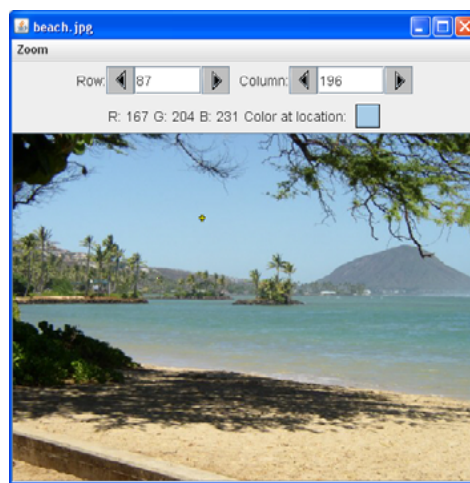 beach.jpg
Zoom
Row: 87 Column: 196
R: 167 G: 204 B: 231 Color at location: